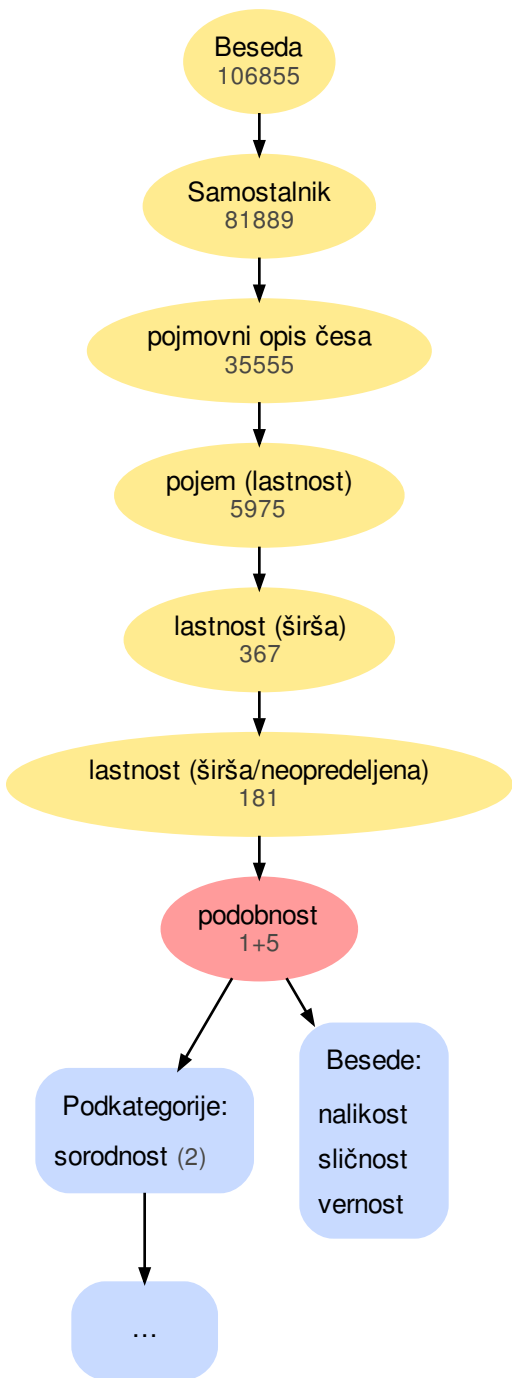 Beseda
106855
Samostalnik
81889
pojmovni opis česa
35555
pojem (lastnost)
5975
lastnost (širša)
367
lastnost (širša/neopredeljena)
181
podobnost
1+5
Podkategorije:
sorodnost (2)
Besede:
nalikost
sličnost
vernost
...